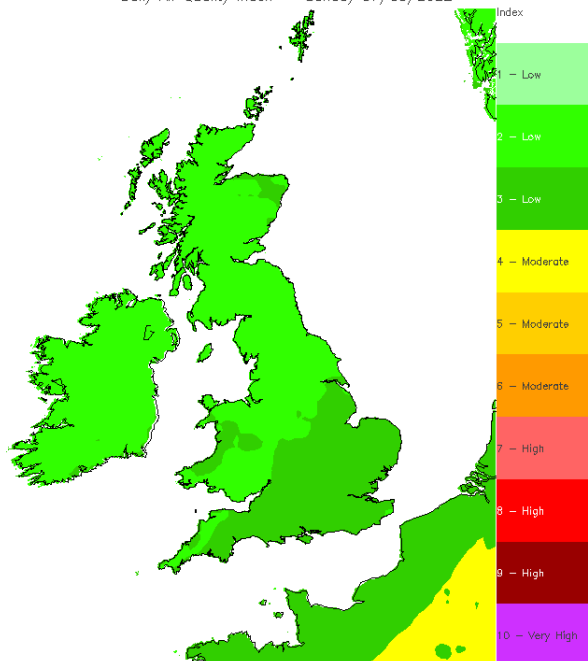 Index
1 - Low
2 - Low
3 - Low
4 - Moderate
5 - Moderate
6 - Moderate
7 - High
8 - High
9 - High
10 - Very High